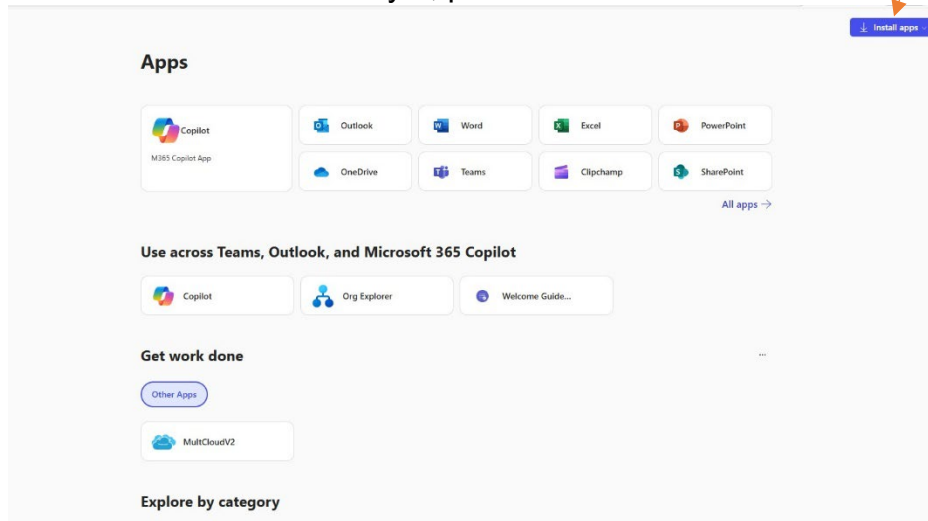 Install apps
Apps
Copilot
M365 Copilot App
Outlook
Word
Excel
PowerPoint
OneDrive
Teams
Clipchamp
SharePoint
All apps →
Use across Teams, Outlook, and Microsoft 365 Copilot
Copilot
Org Explorer
Welcome Guide...
Get work done
...
Other Apps
MultCloudV2
Explore by category